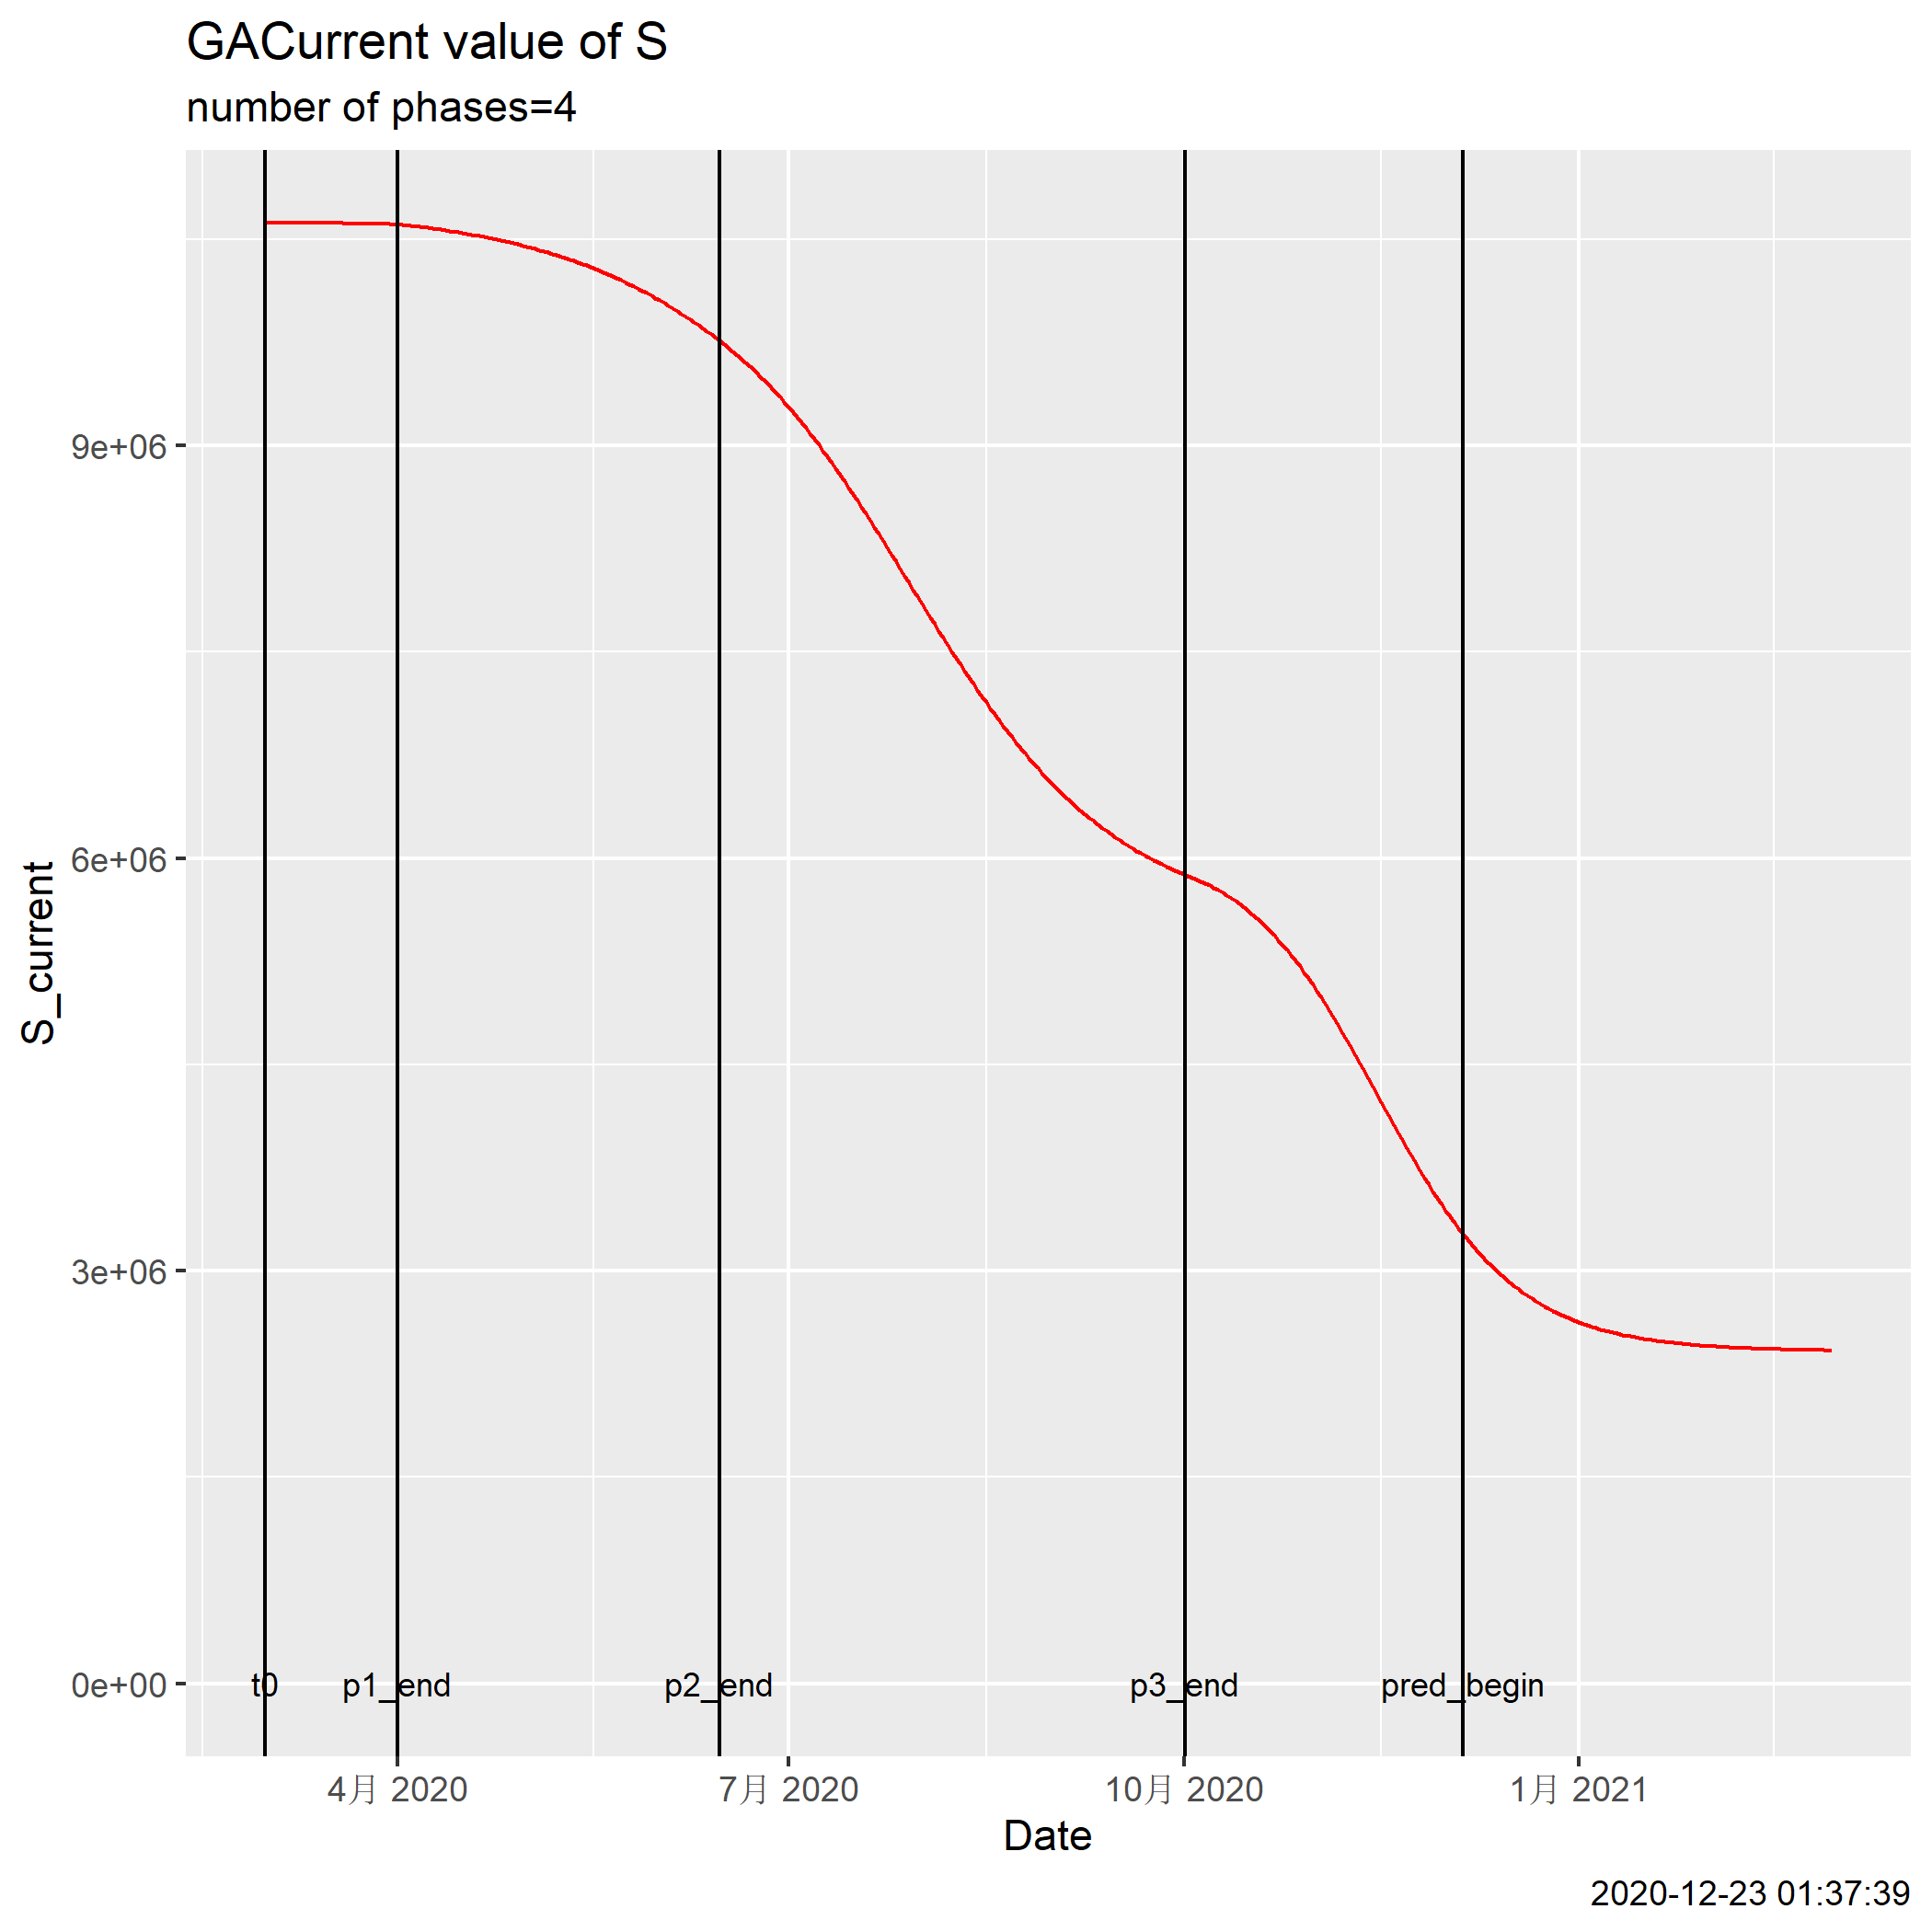 GACurrent value of S
number of phases=4
S_current
9e+06
6e+06
3e+06
0e+00
t0 p1_end p2_end p3_end pred_begin
4月 2020 7月 2020 10月 2020 1月 2021
Date
2020-12-23 01:37:39